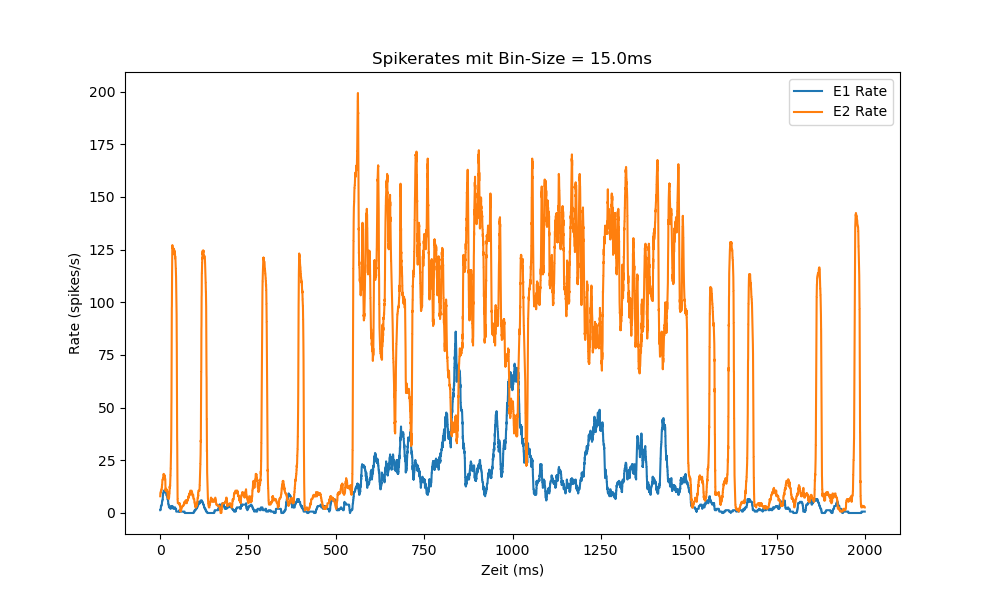 Spikerates mit Bin-Size = 15.0ms
E1 Rate
E2 Rate
Rate (spikes/s)
200
175
150
125
100
75
50
25
0
0 250 500 750 1000 1250 1500 1750 2000
Zeit (ms)